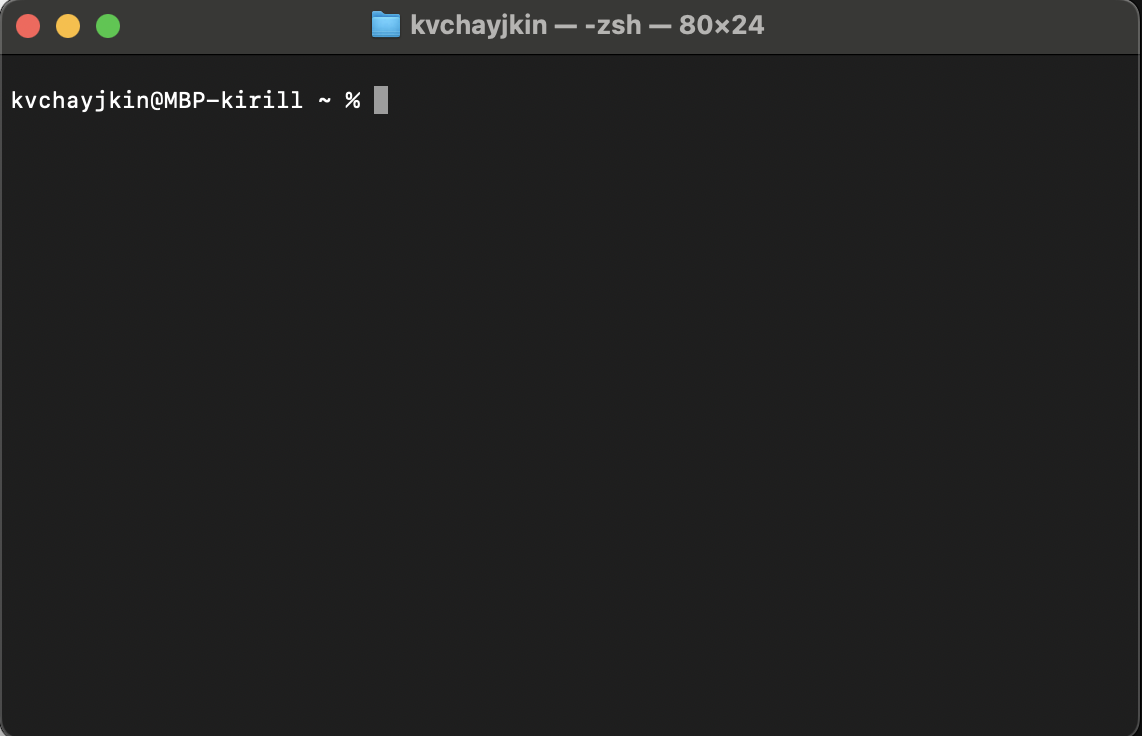 kvchayjkin — -zsh — 80×24
kvchayjkin@MBP-kirill ~ %